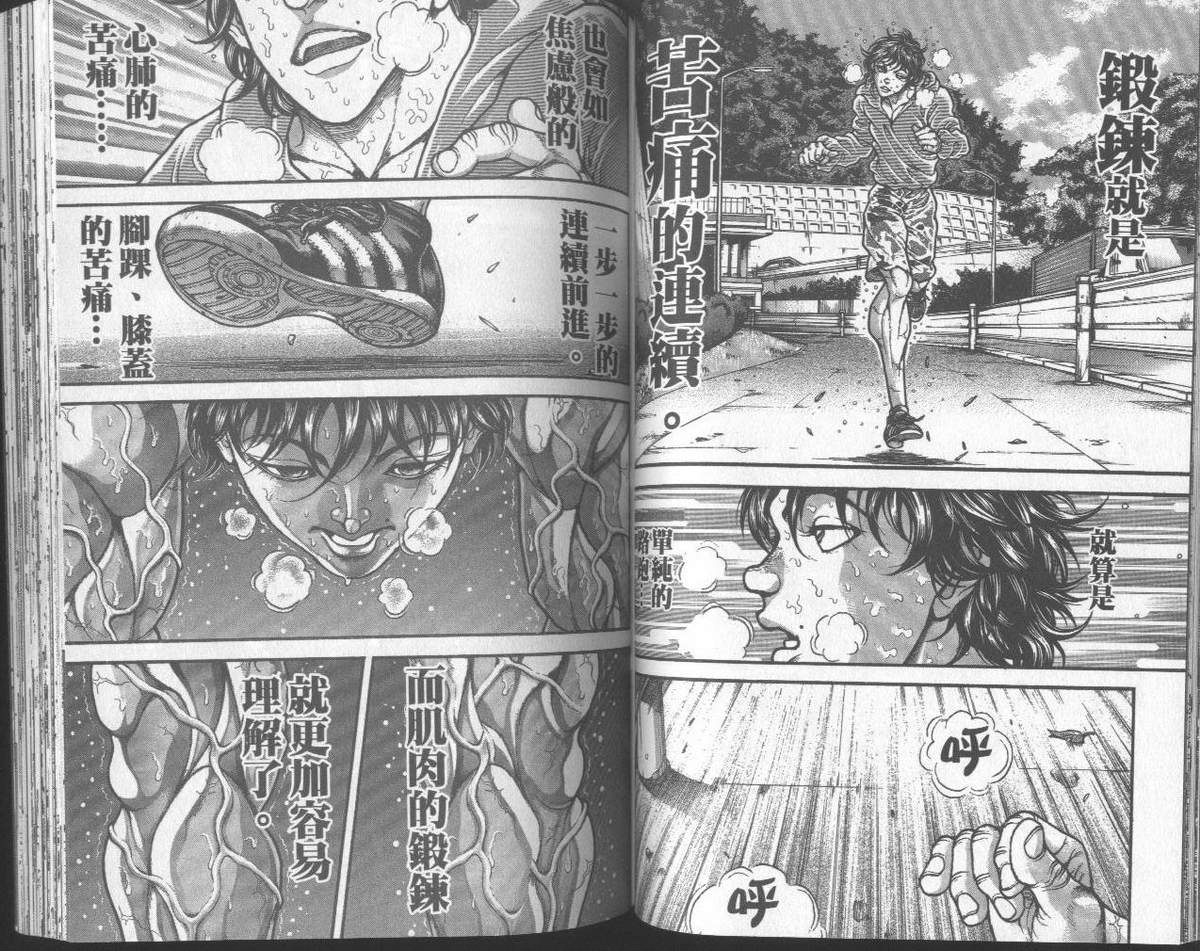 鍛鍊就是
苦痛的連續。
就算是
單純的
呼
呼
也會如
焦慮般的
心肺的
苦痛……
一步一步的
連續前進。
腳踝、膝蓋
的苦痛…
而肌肉的鍛鍊
就更加容易
理解了。